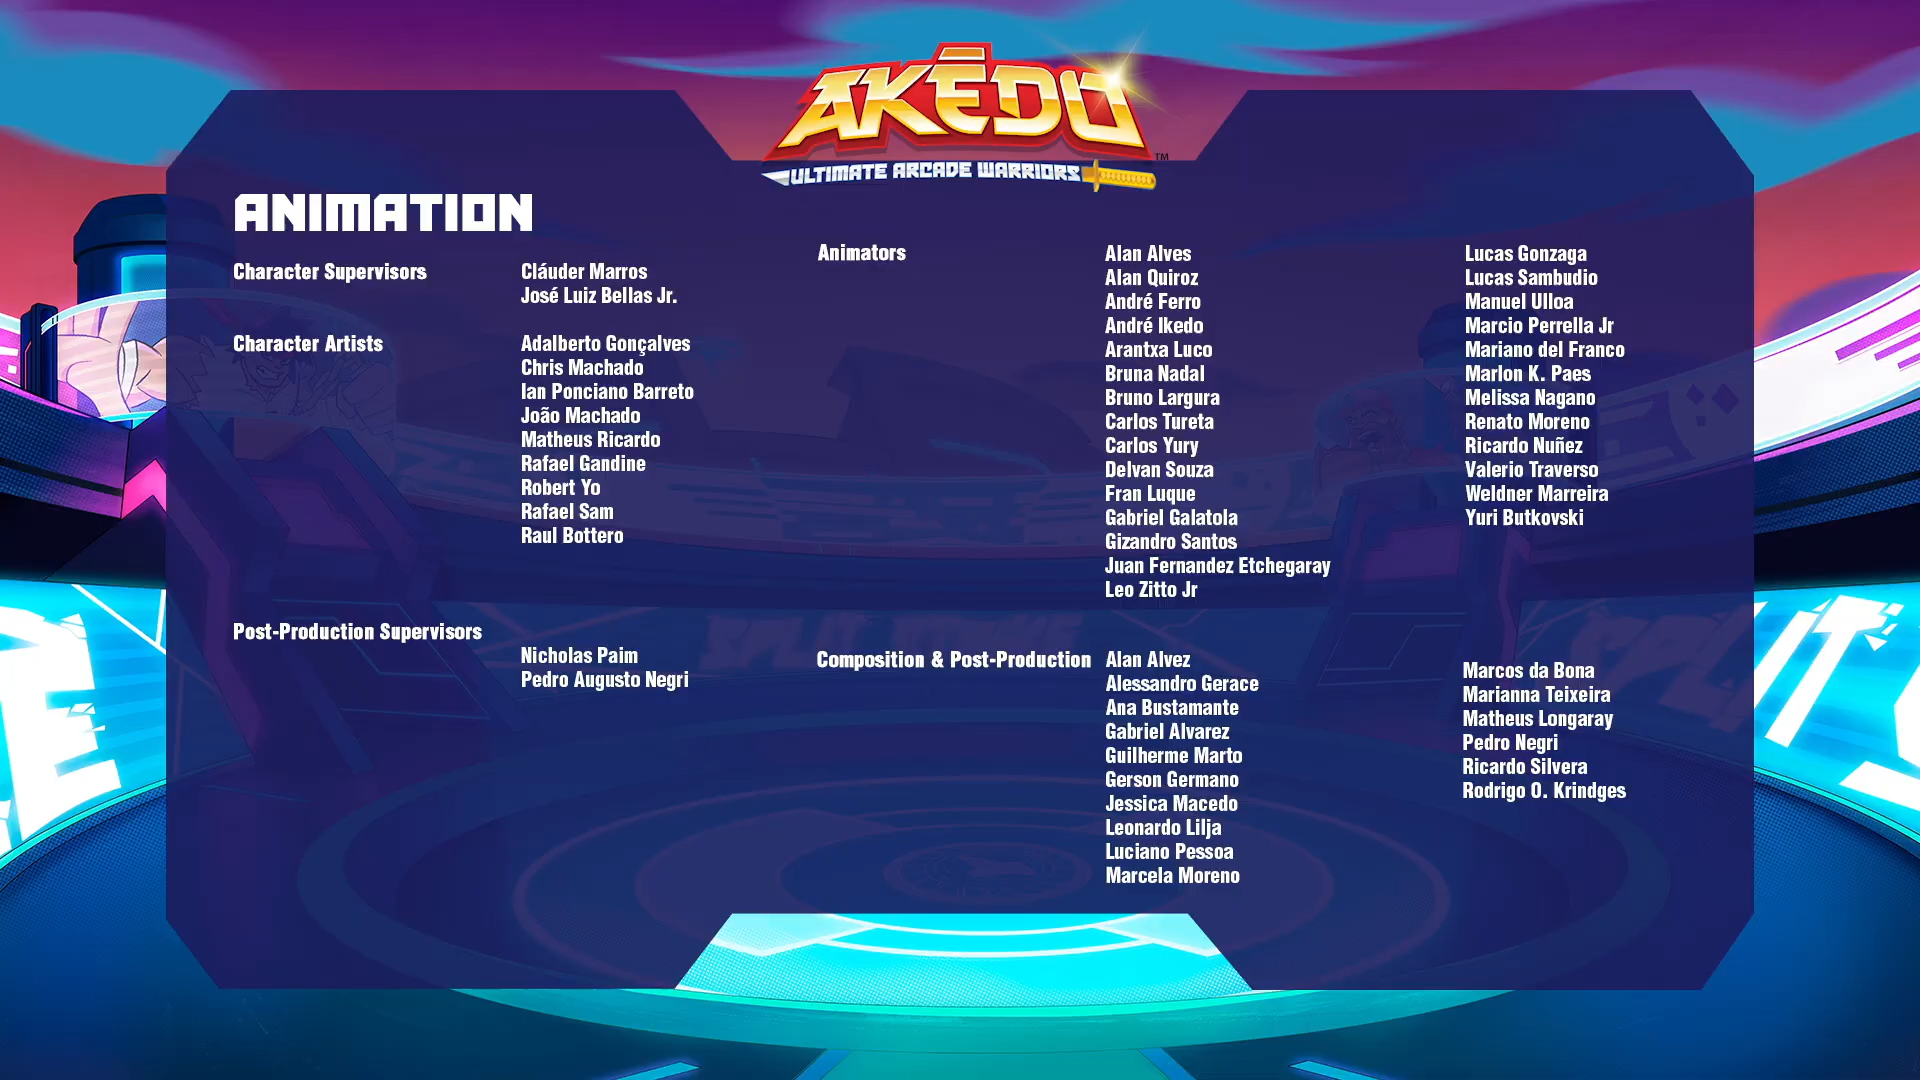 AKĒDO
TM
ULTIMATE ARCADE WARRIORS
ANIMATION
Character Supervisors
Cláuder Marros
José Luiz Bellas Jr.
Character Artists
Adalberto Gonçalves
Chris Machado
Ian Ponciano Barreto
João Machado
Matheus Ricardo
Rafael Gandine
Robert Yo
Rafael Sam
Raul Bottero
Post-Production Supervisors
Nicholas Paim
Pedro Augusto Negri
Animators
Alan Alves
Alan Quiroz
André Ferro
André Ikedo
Arantxa Luco
Bruna Nadal
Bruno Largura
Carlos Tureta
Carlos Yury
Delvan Souza
Fran Luque
Gabriel Galatola
Gizandro Santos
Juan Fernandez Etchegaray
Leo Zitto Jr
Lucas Gonzaga
Lucas Sambudio
Manuel Ulloa
Marcio Perrella Jr
Mariano del Franco
Marlon K. Paes
Melissa Nagano
Renato Moreno
Ricardo Nuñez
Valerio Traverso
Weldner Marreira
Yuri Butkovski
Composition & Post-Production
Alan Alvez
Alessandro Gerace
Ana Bustamante
Gabriel Alvarez
Guilherme Marto
Gerson Germano
Jessica Macedo
Leonardo Lilja
Luciano Pessoa
Marcela Moreno
Marcos da Bona
Marianna Teixeira
Matheus Longaray
Pedro Negri
Ricardo Silvera
Rodrigo O. Krindges
SPLIT STRIKE